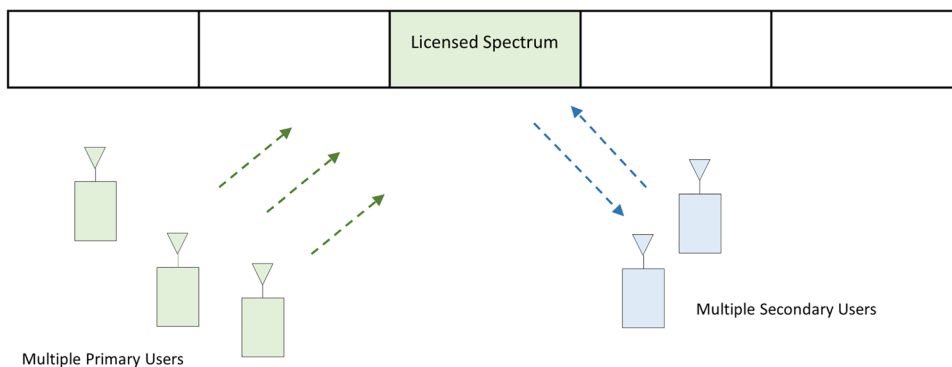 Licensed Spectrum
Multiple Secondary Users
Multiple Primary Users